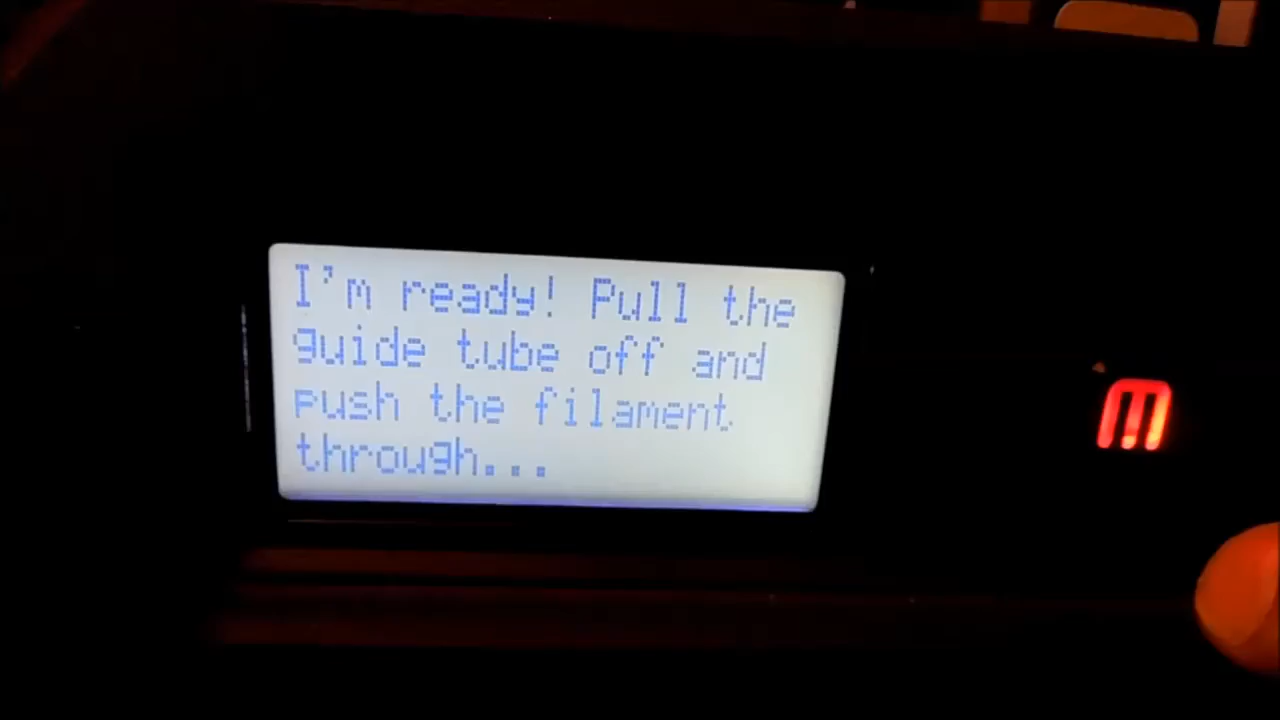 I'm ready! Pull the
guide tube off and
push the filament
through...
M